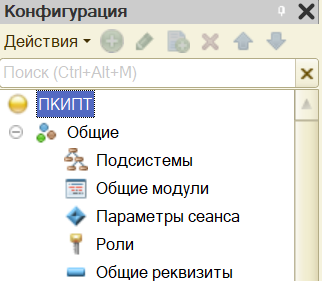 Конфигурация
Действия
Поиск (Ctrl+Alt+M)
ПКИПТ
Общие
Подсистемы
Общие модули
Параметры сеанса
Роли
Общие реквизиты